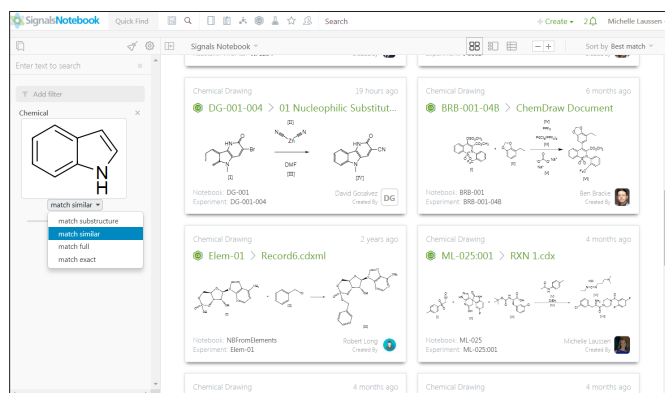 SignalsNotebook Quick Find Search Create 2 Michelle Laussen
Signals Notebook Sort by Best match
Enter text to search
Add filter
Chemical
N
H
match similar
match substructure
match similar
match full
match exact
Chemical Drawing 19 hours ago
DG-001-004 > 01 Nucleophilic Substitut...
DMF
Notebook: DG-001
Experiment: DG-001-004
David Gosalvez
Created By
DG
Chemical Drawing 6 months ago
BRB-001-04B > ChemDraw Document
Notebook: BRB-001
Experiment: BRB-001-04B
Ben Bracke
Created By
Chemical Drawing 2 years ago
Elem-01 > Record6.cdxml
Notebook: NBFromElements
Experiment: Elem-01
Robert Long
Created By
Chemical Drawing 4 months ago
ML-025:001 > RXN 1.cdx
Notebook: ML-025
Experiment: ML-025:001
Michelle Laussen
Created By
Chemical Drawing 4 months ago
Chemical Drawing 4 months ago